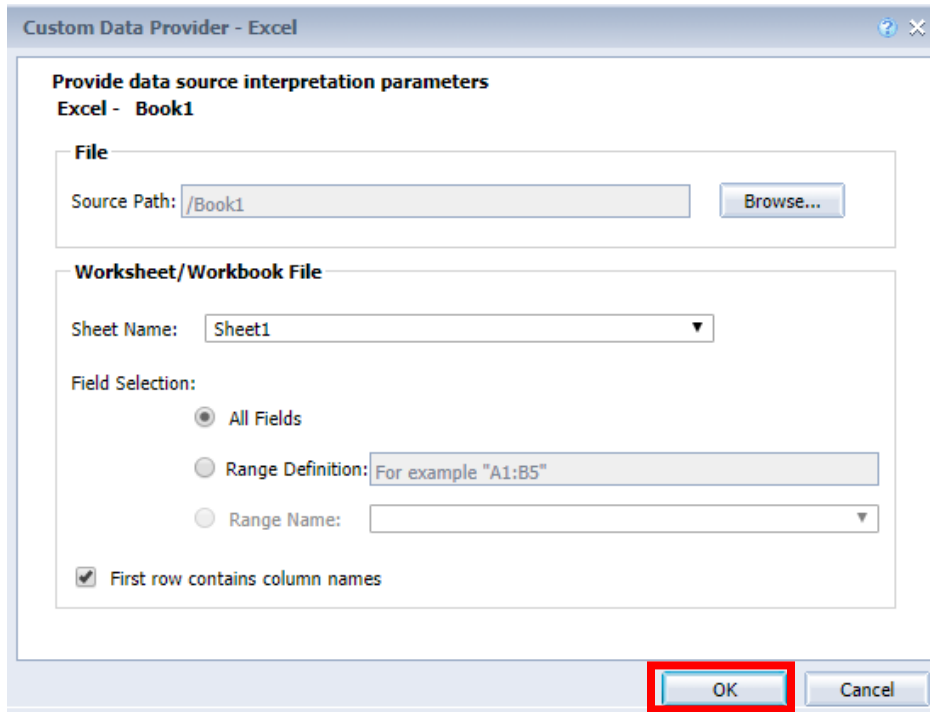 Custom Data Provider - Excel
Provide data source interpretation parameters
Excel - Book1
File
Source Path: /Book1 Browse...
Worksheet/Workbook File
Sheet Name: Sheet1
Field Selection:
All Fields
Range Definition: For example "A1:B5"
Range Name:
First row contains column names
OK Cancel